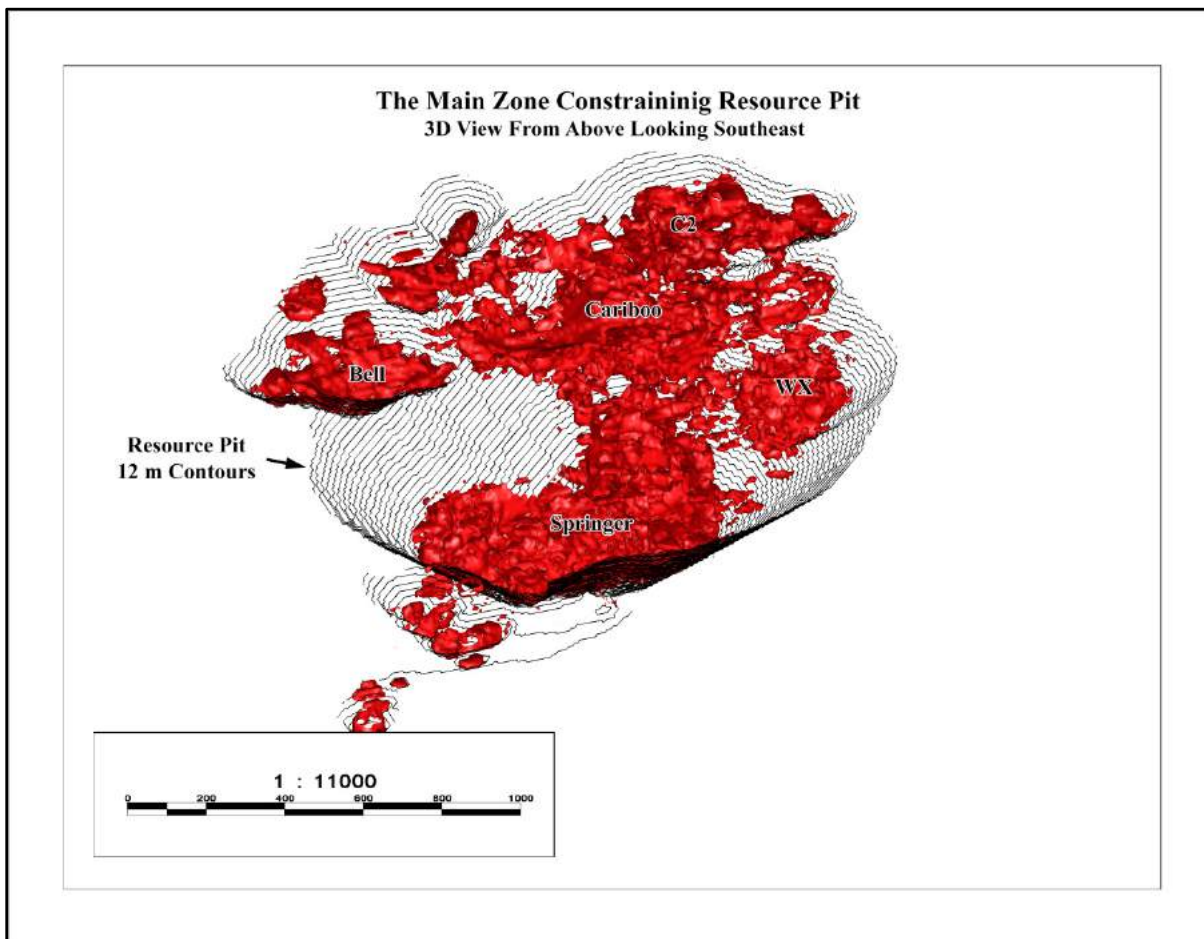 The Main Zone Constraininig Resource Pit
3D View From Above Looking Southeast
C2
Cariboo
Bell
WX
Resource Pit
12 m Contours
Springer
1 : 11000
0 200 400 600 800 1000